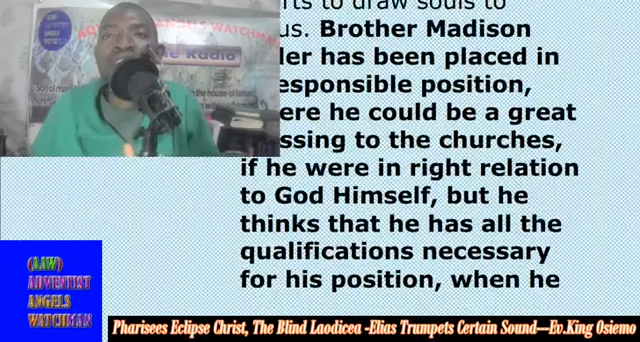 rts to draw souls to
us. Brother Madison
ler has been placed in
esponsible position,
ere he could be a great
ssing to the churches,
if he were in right relation
to God Himself, but he
thinks that he has all the
qualifications necessary
for his position, when he
(AAW)
ADVENTIST
ANGELS
WATCHMAN
Pharisees Eclipse Christ, The Blind Laodicea -Elias Trumpets Certain Sound---Ev.King Osiemo